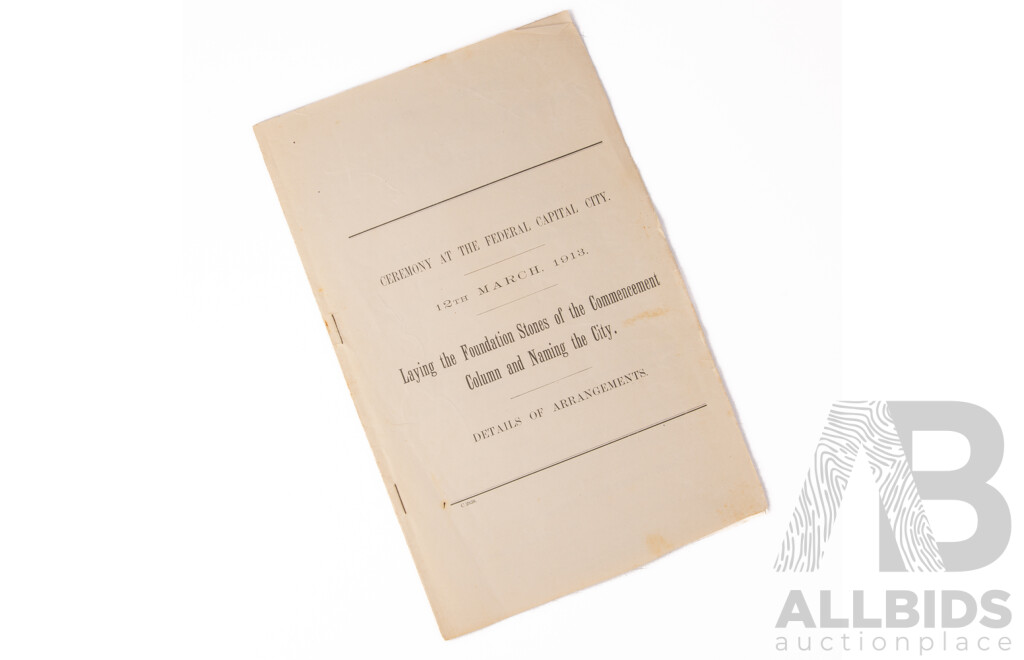 CEREMONY AT THE FEDERAL CAPITAL CITY.
12TH MARCH, 1913.
Laying the Foundation Stones of the Commencement
Column and Naming the City.
DETAILS OF ARRANGEMENTS.
AB
ALLBIDS
auctionplace